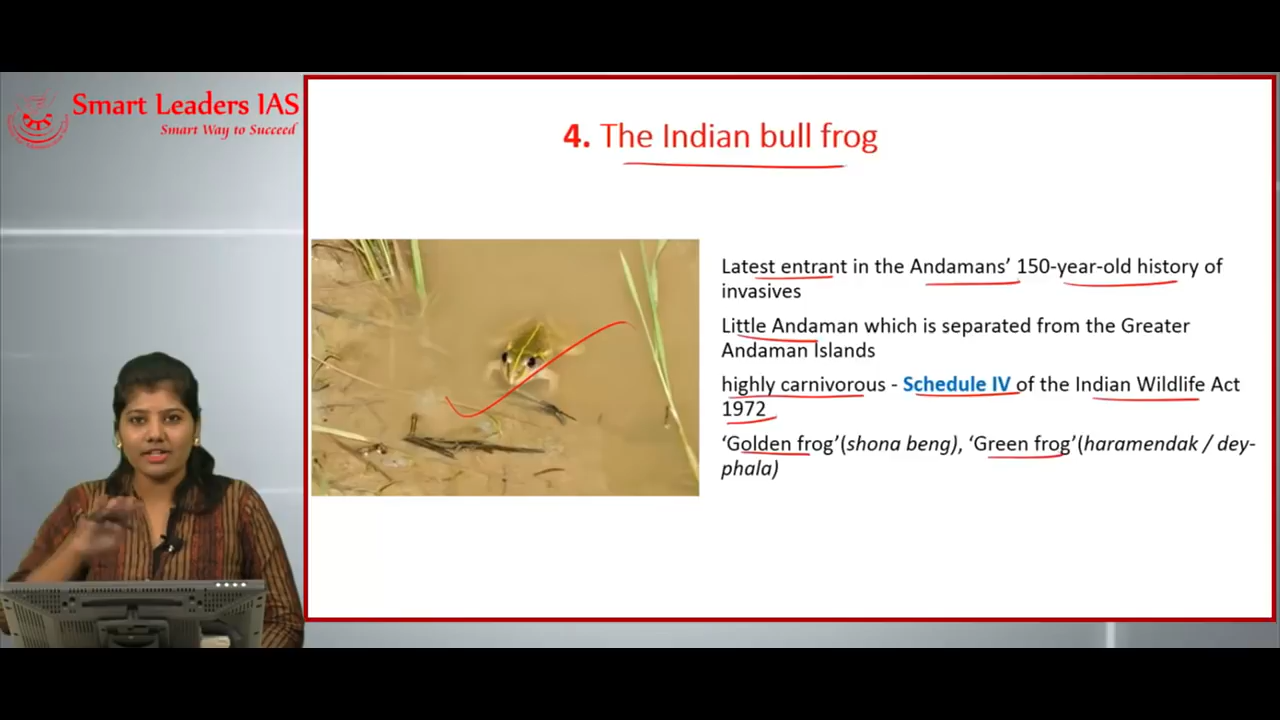 Smart Leaders IAS
Smart Way to Succeed
4. The Indian bull frog
Latest entrant in the Andamans’ 150-year-old history of
invasives
Little Andaman which is separated from the Greater
Andaman Islands
highly carnivorous - Schedule IV of the Indian Wildlife Act
1972
‘Golden frog’(shona beng), ‘Green frog’(haramendak / dey-
phala)